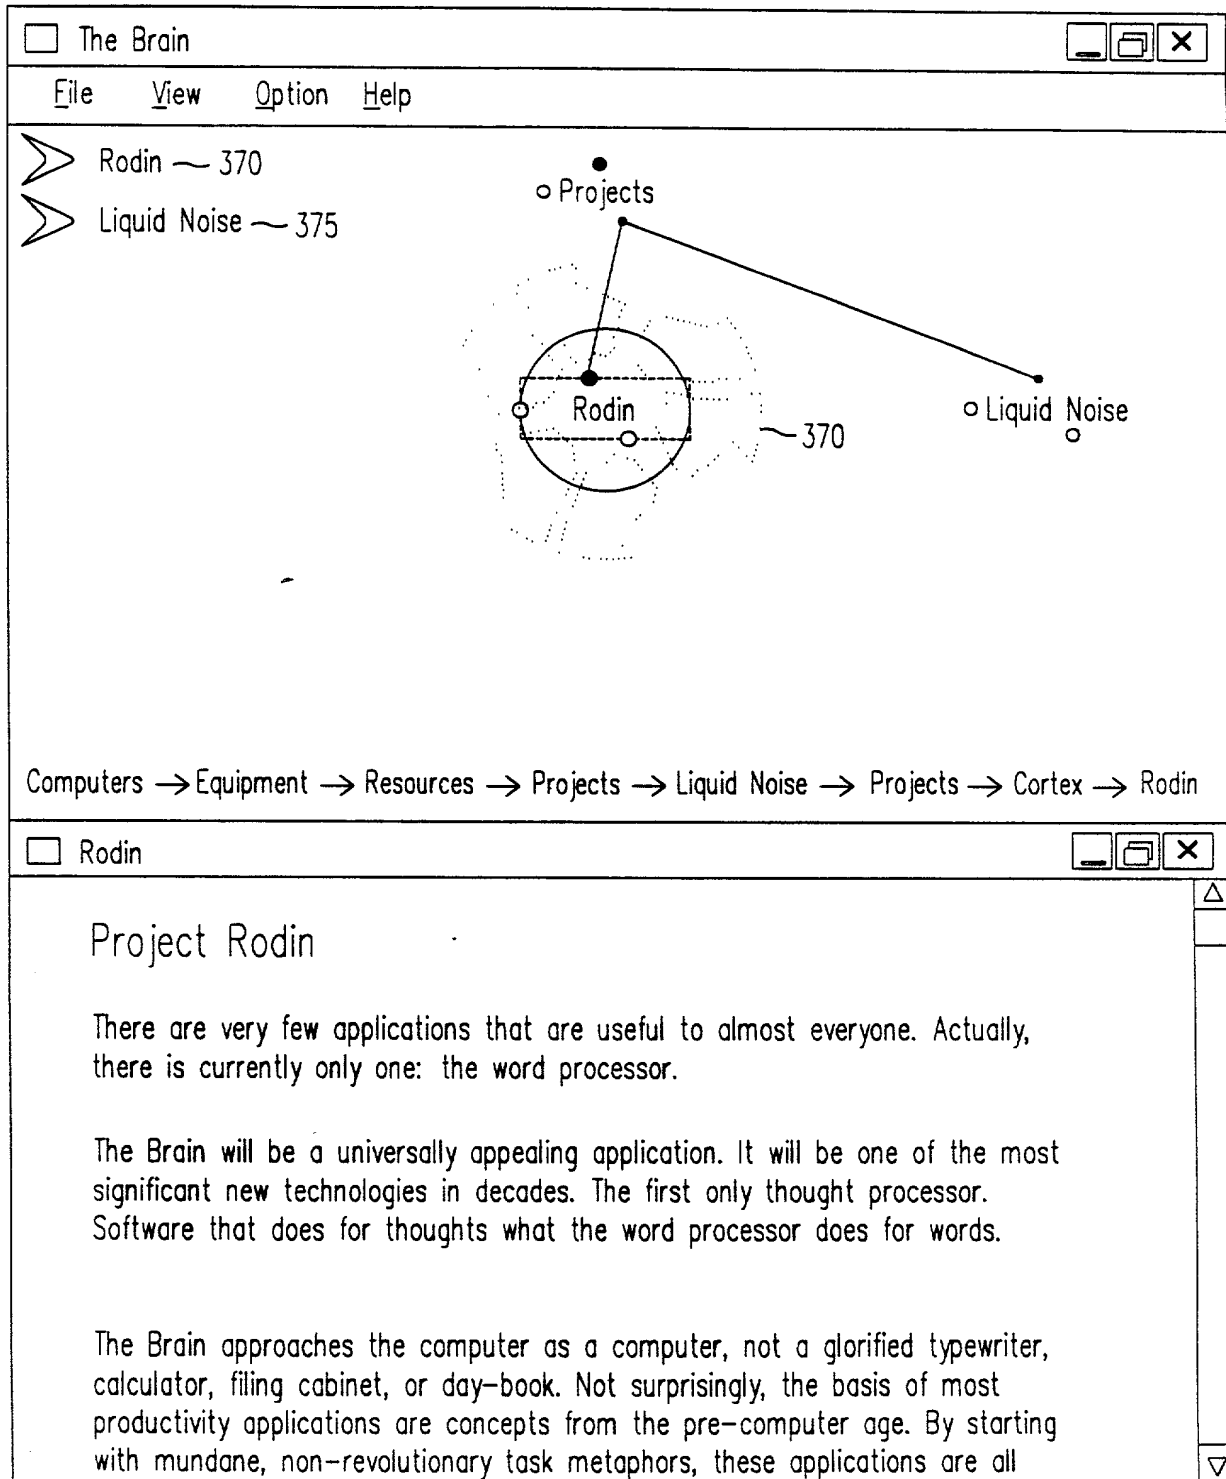 The Brain
File View Option Help
Rodin 370
Liquid Noise 375
Projects
Rodin
370
Liquid Noise
Computers → Equipment → Resources → Projects → Liquid Noise → Projects → Cortex → Rodin
Rodin
Project Rodin
There are very few applications that are useful to almost everyone. Actually,
there is currently only one: the word processor.
The Brain will be a universally appealing application. It will be one of the most
significant new technologies in decades. The first only thought processor.
Software that does for thoughts what the word processor does for words.
The Brain approaches the computer as a computer, not a glorified typewriter,
calculator, filing cabinet, or day-book. Not surprisingly, the basis of most
productivity applications are concepts from the pre-computer age. By starting
with mundane, non-revolutionary task metaphors, these applications are all